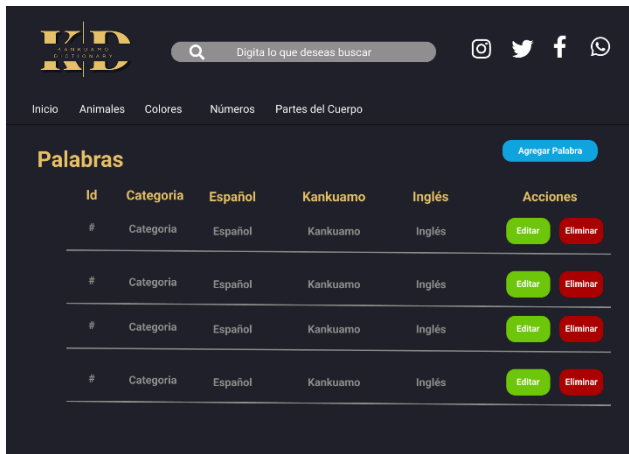 KD
KANKUAMO
DICTIONARY
Digita lo que deseas buscar
Inicio Animales Colores Números Partes del Cuerpo
Palabras
Agregar Palabra
Id Categoria Español Kankuamo Inglés Acciones
# Categoria Español Kankuamo Inglés Editar Eliminar
# Categoria Español Kankuamo Inglés Editar Eliminar
# Categoria Español Kankuamo Inglés Editar Eliminar
# Categoria Español Kankuamo Inglés Editar Eliminar